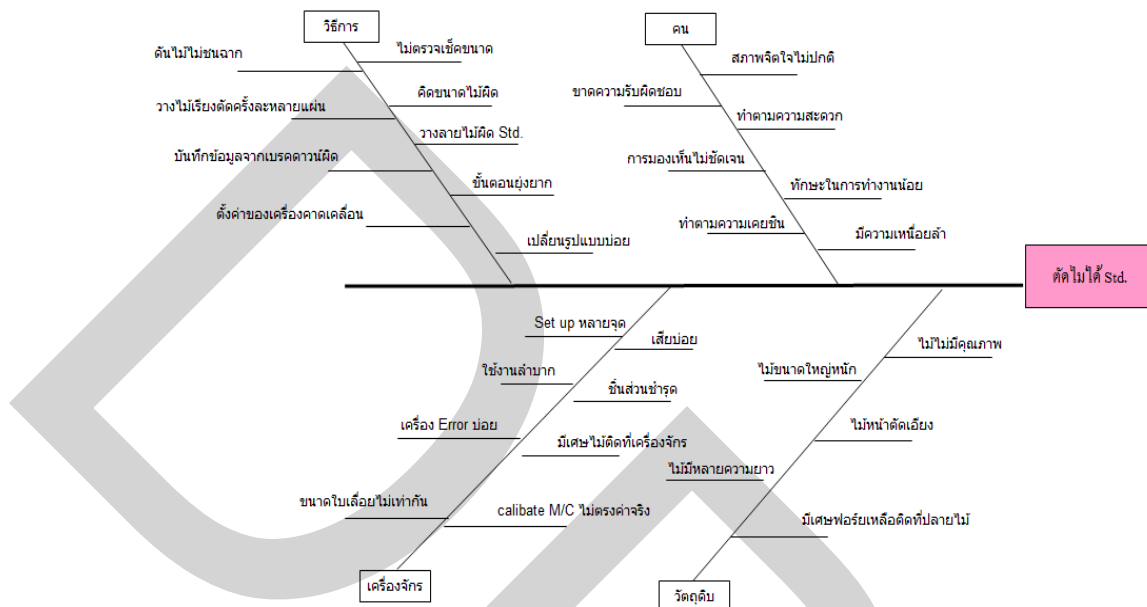 วิธีการ
ดันไม้ไม่ชนฉาก
ไม่ตรวจเช็คขนาด
วางไม้เรียงตัดครั้งละหลายแผ่น
คิดขนาดไม้ผิด
วางลายไม้ผิด Std.
บันทึกข้อมูลจากเบรคดาวน์ผิด
ขั้นตอนยุ่งยาก
ตั้งค่าของเครื่องคาดเคลื่อน
เปลี่ยนรูปแบบบ่อย
คน
สภาพจิตใจไม่ปกติ
ขาดความรับผิดชอบ
ทำตามความสะดวก
การมองเห็นไม่ชัดเจน
ทักษะในการทำงานน้อย
ทำตามความเคยชิน
มีความเหนื่อยล้า
ตัดไม่ได้ Std.
Set up หลายจุด
เสียบ่อย
ใช้งานลำบาก
ชิ้นส่วนชำรุด
เครื่อง Error บ่อย
มีเศษไม้ติดที่เครื่องจักร
ขนาดใบเลื่อยไม่เท่ากัน
calibate M/C ไม่ตรงค่าจริง
เครื่องจักร
ไม้ไม่มีคุณภาพ
ไม้ขนาดใหญ่หนัก
ไม้หน้าตัดเอียง
ไม้มีหลายความยาว
มีเศษฟอร์ยเหลือติดที่ปลายไม้
วัตถุดิบ